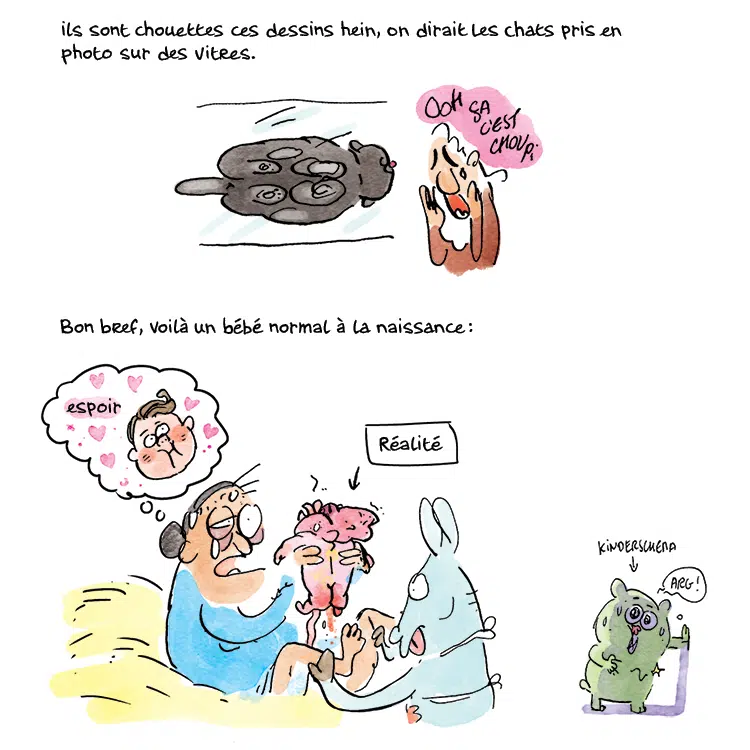 ils sont chouettes ces dessins hein, on dirait les chats pris en
photo sur des vitres.
OOH
ÇA
C'EST
CHOUPI
Bon bref, voilà un bébé normal à la naissance :
espoir
Réalité
?..
KINDERSCHEMA
ARG !